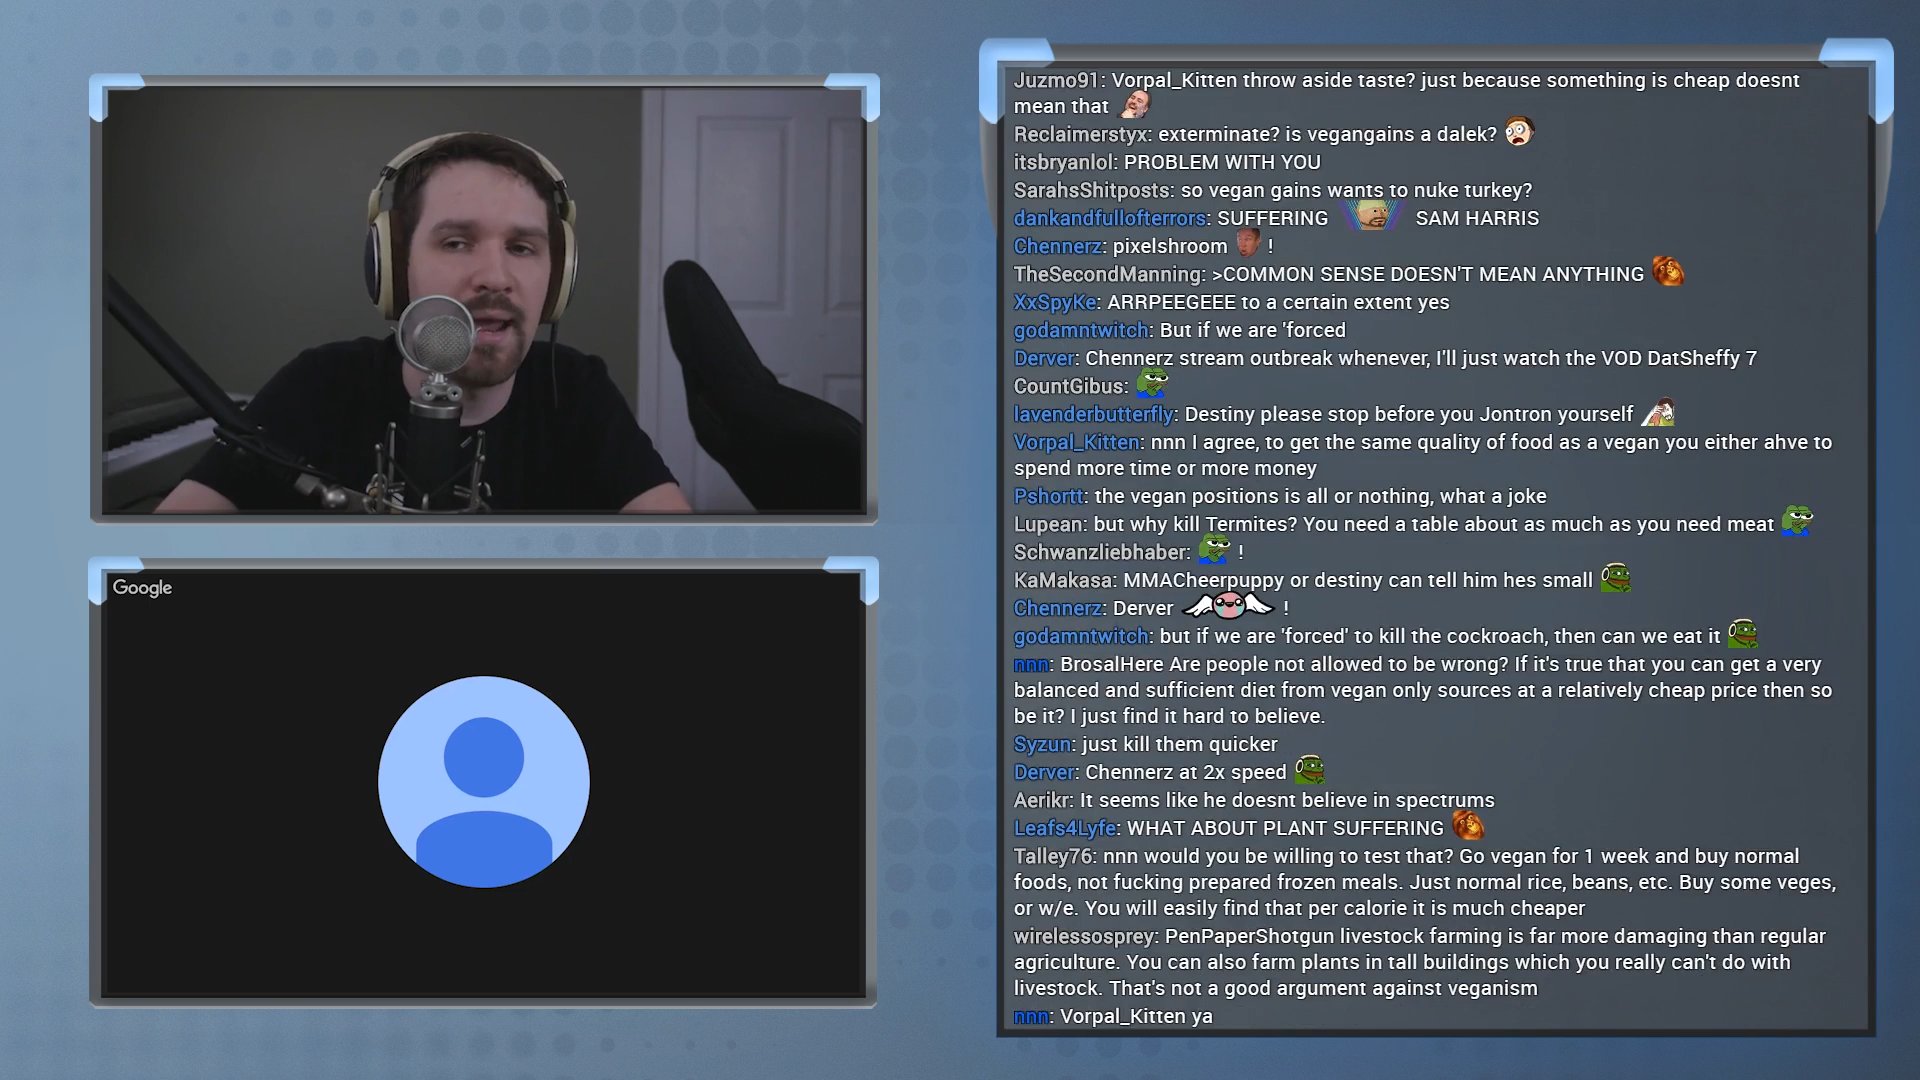 Google
Juzmo91: Vorpal_Kitten throw aside taste? just because something is cheap doesnt
mean that
Reclaimerstyx: exterminate? is vegangains a dalek?
itsbryanlol: PROBLEM WITH YOU
SarahsShitposts: so vegan gains wants to nuke turkey?
dankandfullofterrors: SUFFERING SAM HARRIS
Chennerz: pixelshroom !
TheSecondManning: >COMMON SENSE DOESN'T MEAN ANYTHING
XxSpyKe: ARRPEEGEEE to a certain extent yes
godamntwitch: But if we are 'forced
Derver: Chennerz stream outbreak whenever, I'll just watch the VOD DatSheffy 7
CountGibus:
lavenderbutterfly: Destiny please stop before you Jontron yourself
Vorpal_Kitten: nnn I agree, to get the same quality of food as a vegan you either ahve to
spend more time or more money
Pshortt: the vegan positions is all or nothing, what a joke
Lupean: but why kill Termites? You need a table about as much as you need meat
Schwanzliebhaber: !
KaMakasa: MMACheerpuppy or destiny can tell him hes small
Chennerz: Derver !
godamntwitch: but if we are 'forced' to kill the cockroach, then can we eat it
nnn: BrosalHere Are people not allowed to be wrong? If it's true that you can get a very
balanced and sufficient diet from vegan only sources at a relatively cheap price then so
be it? I just find it hard to believe.
Syzun: just kill them quicker
Derver: Chennerz at 2x speed
Aerikr: It seems like he doesnt believe in spectrums
Leafs4Lyfe: WHAT ABOUT PLANT SUFFERING
Talley76: nnn would you be willing to test that? Go vegan for 1 week and buy normal
foods, not fucking prepared frozen meals. Just normal rice, beans, etc. Buy some veges,
or w/e. You will easily find that per calorie it is much cheaper
wirelessosprey: PenPaperShotgun livestock farming is far more damaging than regular
agriculture. You can also farm plants in tall buildings which you really can't do with
livestock. That's not a good argument against veganism
nnn: Vorpal_Kitten ya